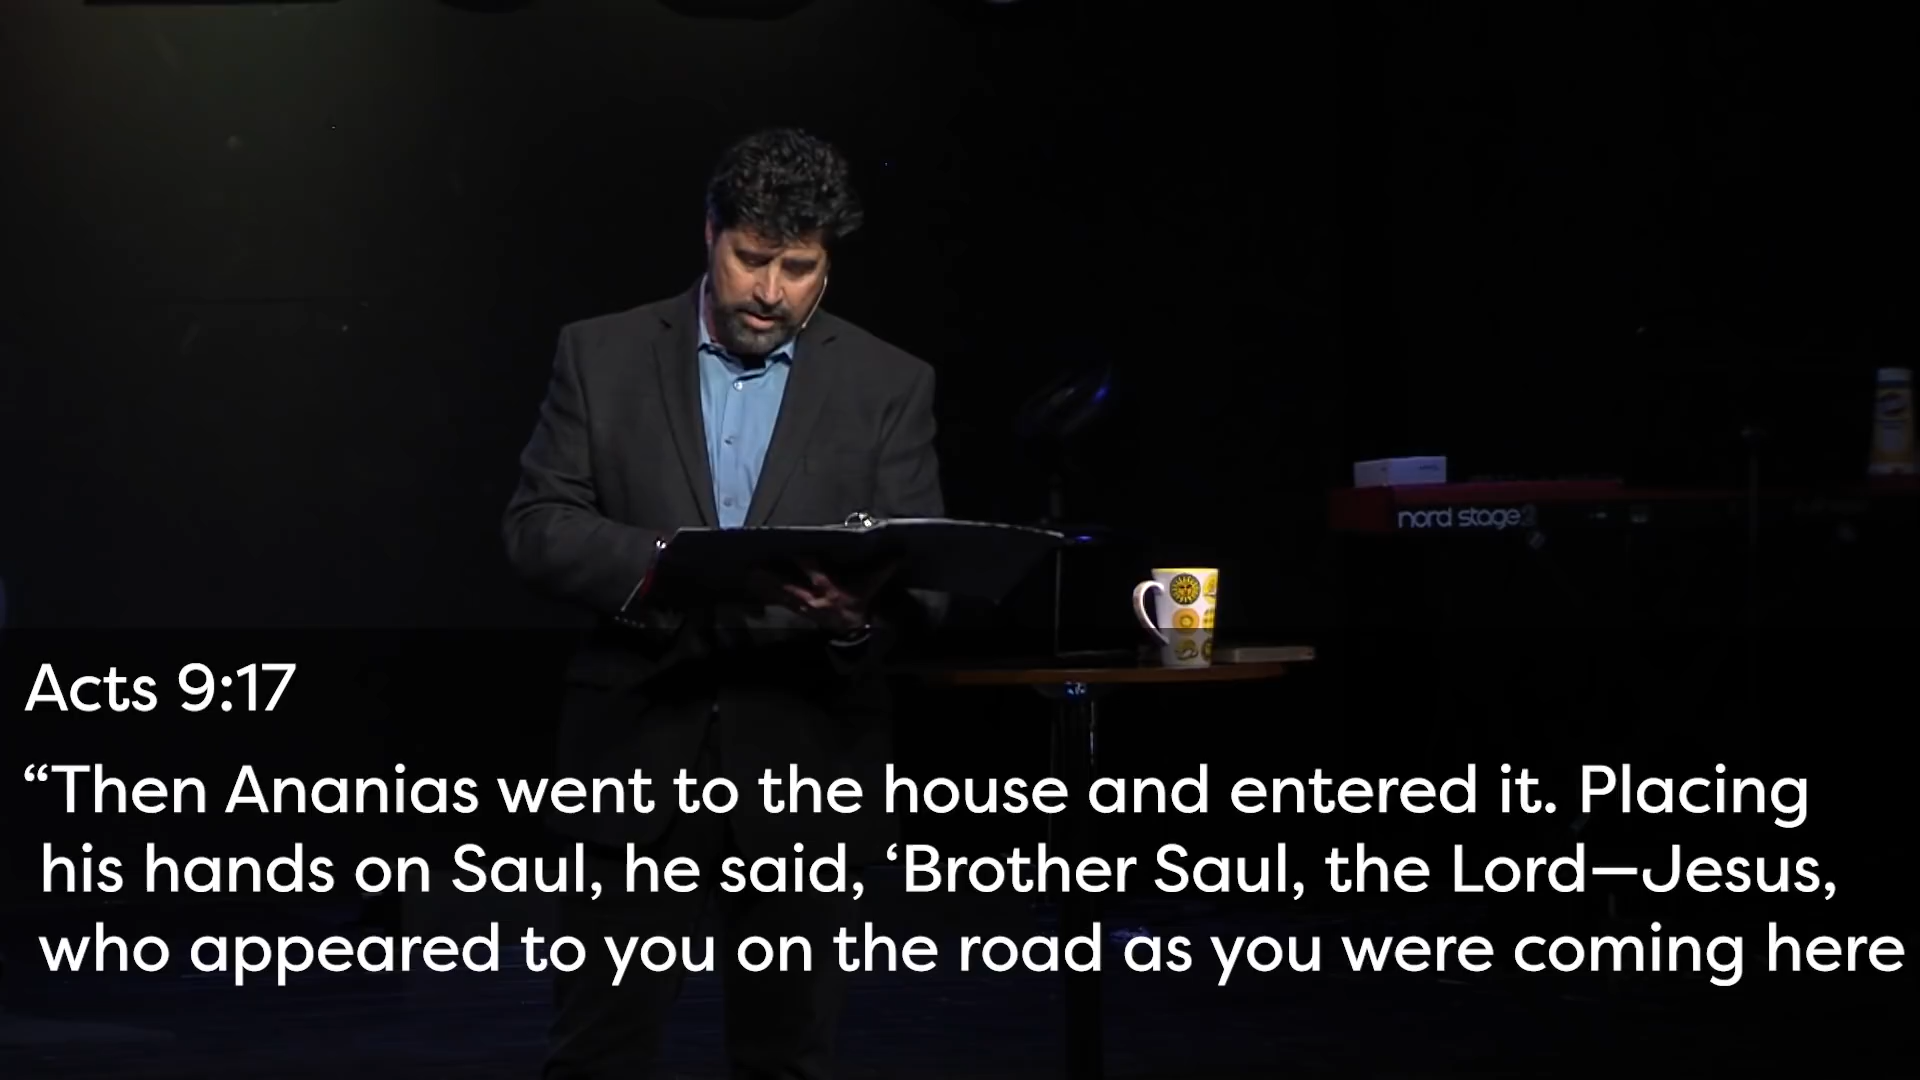 nord stage
Acts 9:17
“Then Ananias went to the house and entered it. Placing
his hands on Saul, he said, ‘Brother Saul, the Lord—Jesus,
who appeared to you on the road as you were coming here